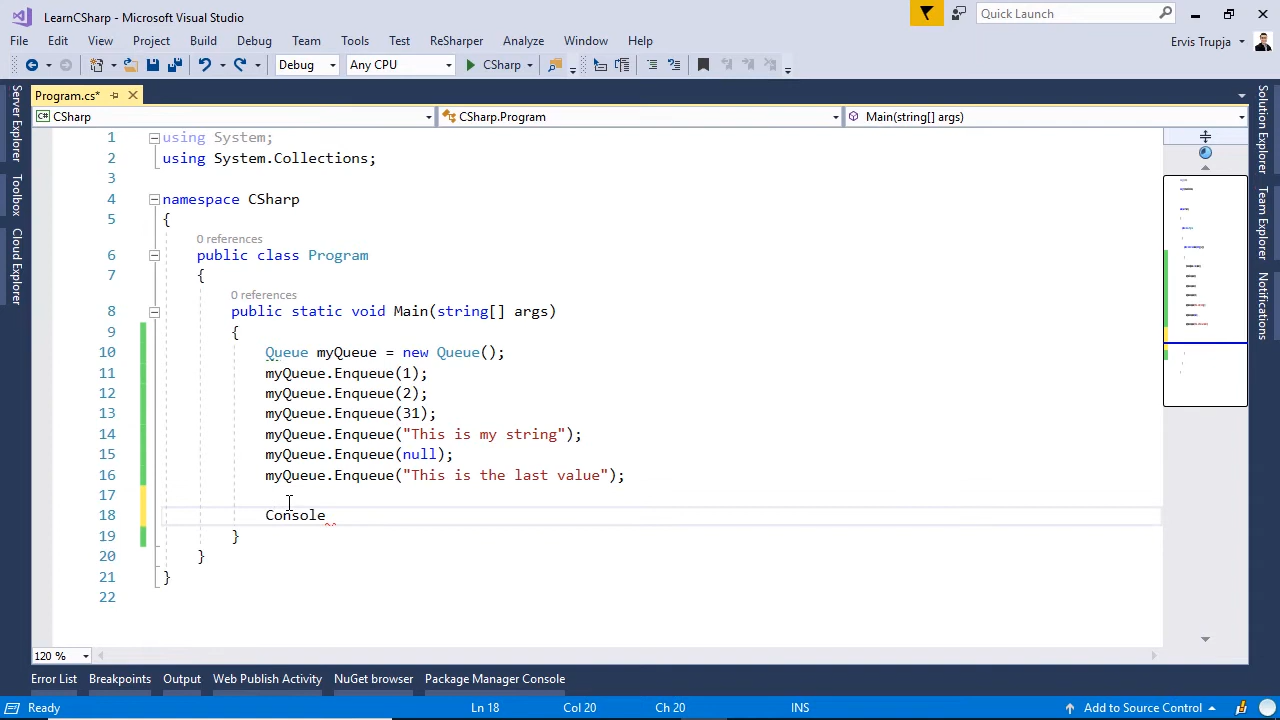 LearnCSharp - Microsoft Visual Studio
Quick Launch
File Edit View Project Build Debug Team Tools Test ReSharper Analyze Window Help
Ervis Trupja
Debug Any CPU CSharp
Program.cs*
CSharp CSharp.Program Main(string[] args)
Server Explorer
Toolbox
Cloud Explorer
1 using System;
2 using System.Collections;
3
4 namespace CSharp
5 {
0 references
6 public class Program
7 {
0 references
8 public static void Main(string[] args)
9 {
10 Queue myQueue = new Queue();
11 myQueue.Enqueue(1);
12 myQueue.Enqueue(2);
13 myQueue.Enqueue(31);
14 myQueue.Enqueue("This is my string");
15 myQueue.Enqueue(null);
16 myQueue.Enqueue("This is the last value");
17
18 Console
19 }
20 }
21 }
22
Solution Explorer
Team Explorer
Notifications
120 %
Error List Breakpoints Output Web Publish Activity NuGet browser Package Manager Console
Ready Ln 18 Col 20 Ch 20 INS Add to Source Control